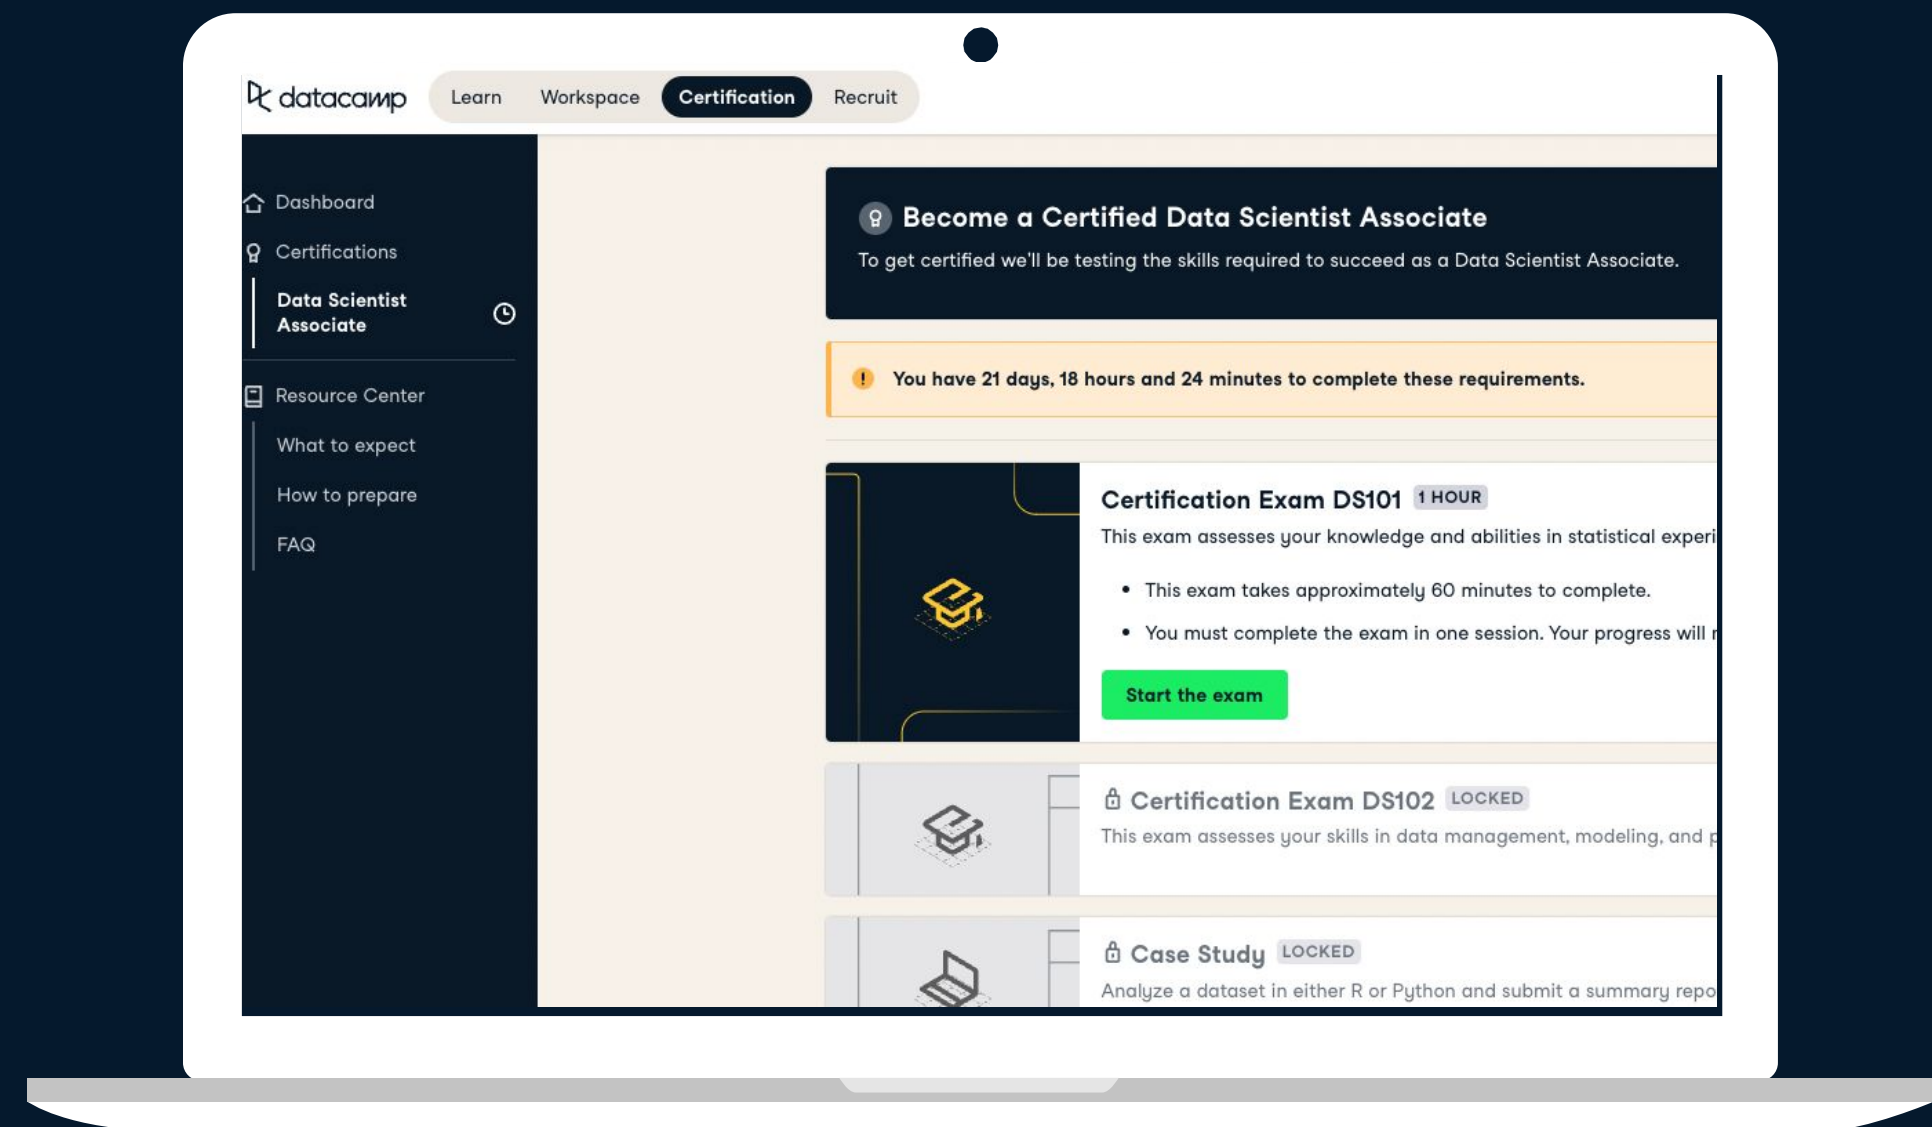 datacamp Learn Workspace Certification Recruit
Dashboard
Certifications
Data Scientist
Associate
Resource Center
What to expect
How to prepare
FAQ
Become a Certified Data Scientist Associate
To get certified we'll be testing the skills required to succeed as a Data Scientist Associate.
! You have 21 days, 18 hours and 24 minutes to complete these requirements.
Certification Exam DS101 1 HOUR
This exam assesses your knowledge and abilities in statistical experi
• This exam takes approximately 60 minutes to complete.
• You must complete the exam in one session. Your progress will
Start the exam
Certification Exam DS102 LOCKED
This exam assesses your skills in data management, modeling, and p
Case Study LOCKED
Analyze a dataset in either R or Python and submit a summary repo